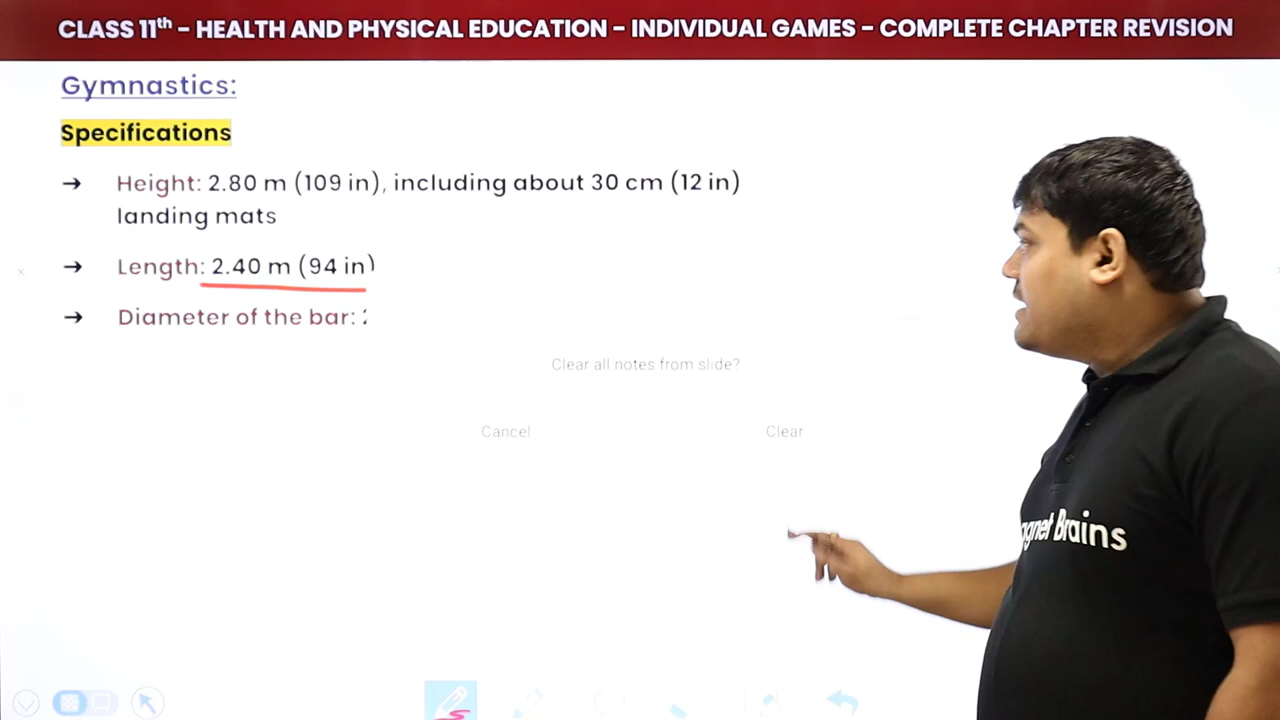 CLASS 11th – HEALTH AND PHYSICAL EDUCATION – INDIVIDUAL GAMES – COMPLETE CHAPTER REVISION
Gymnastics:
Specifications
➔ Height: 2.80 m (109 in), including about 30 cm (12 in)
landing mats
➔ Length: 2.40 m (94 in)
➔ Diameter of the bar:
Clear all notes from slide?
Cancel
Clear
Brains